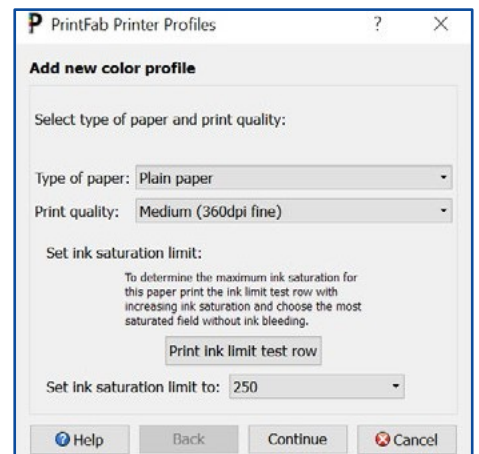 PrintFab Printer Profiles ? ×
Add new color profile
Select type of paper and print quality:
Type of paper: Plain paper
Print quality: Medium (360dpi fine)
Set ink saturation limit:
To determine the maximum ink saturation for
this paper print the ink limit test row with
increasing ink saturation and choose the most
saturated field without ink bleeding.
Print ink limit test row
Set ink saturation limit to: 250
Help Back Continue Cancel